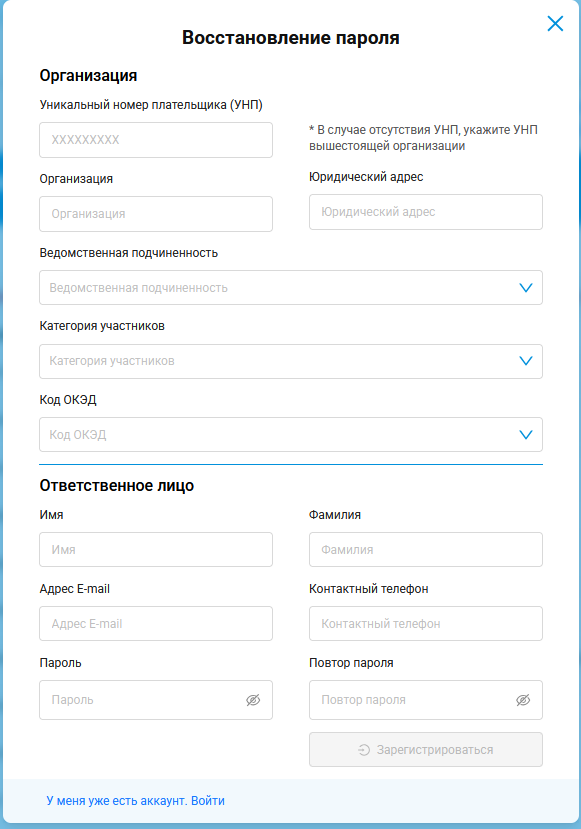 Восстановление пароля
Организация
Уникальный номер плательщика (УНП)
XXXXXXXXX
* В случае отсутствия УНП, укажите УНП
вышестоящей организации
Организация
Юридический адрес
Организация
Юридический адрес
Ведомственная подчиненность
Ведомственная подчиненность
Категория участников
Категория участников
Код ОКЭД
Код ОКЭД
Ответственное лицо
Имя
Фамилия
Имя
Фамилия
Адрес E-mail
Контактный телефон
Адрес E-mail
Контактный телефон
Пароль
Повтор пароля
Пароль
Повтор пароля
Зарегистрироваться
У меня уже есть аккаунт. Войти